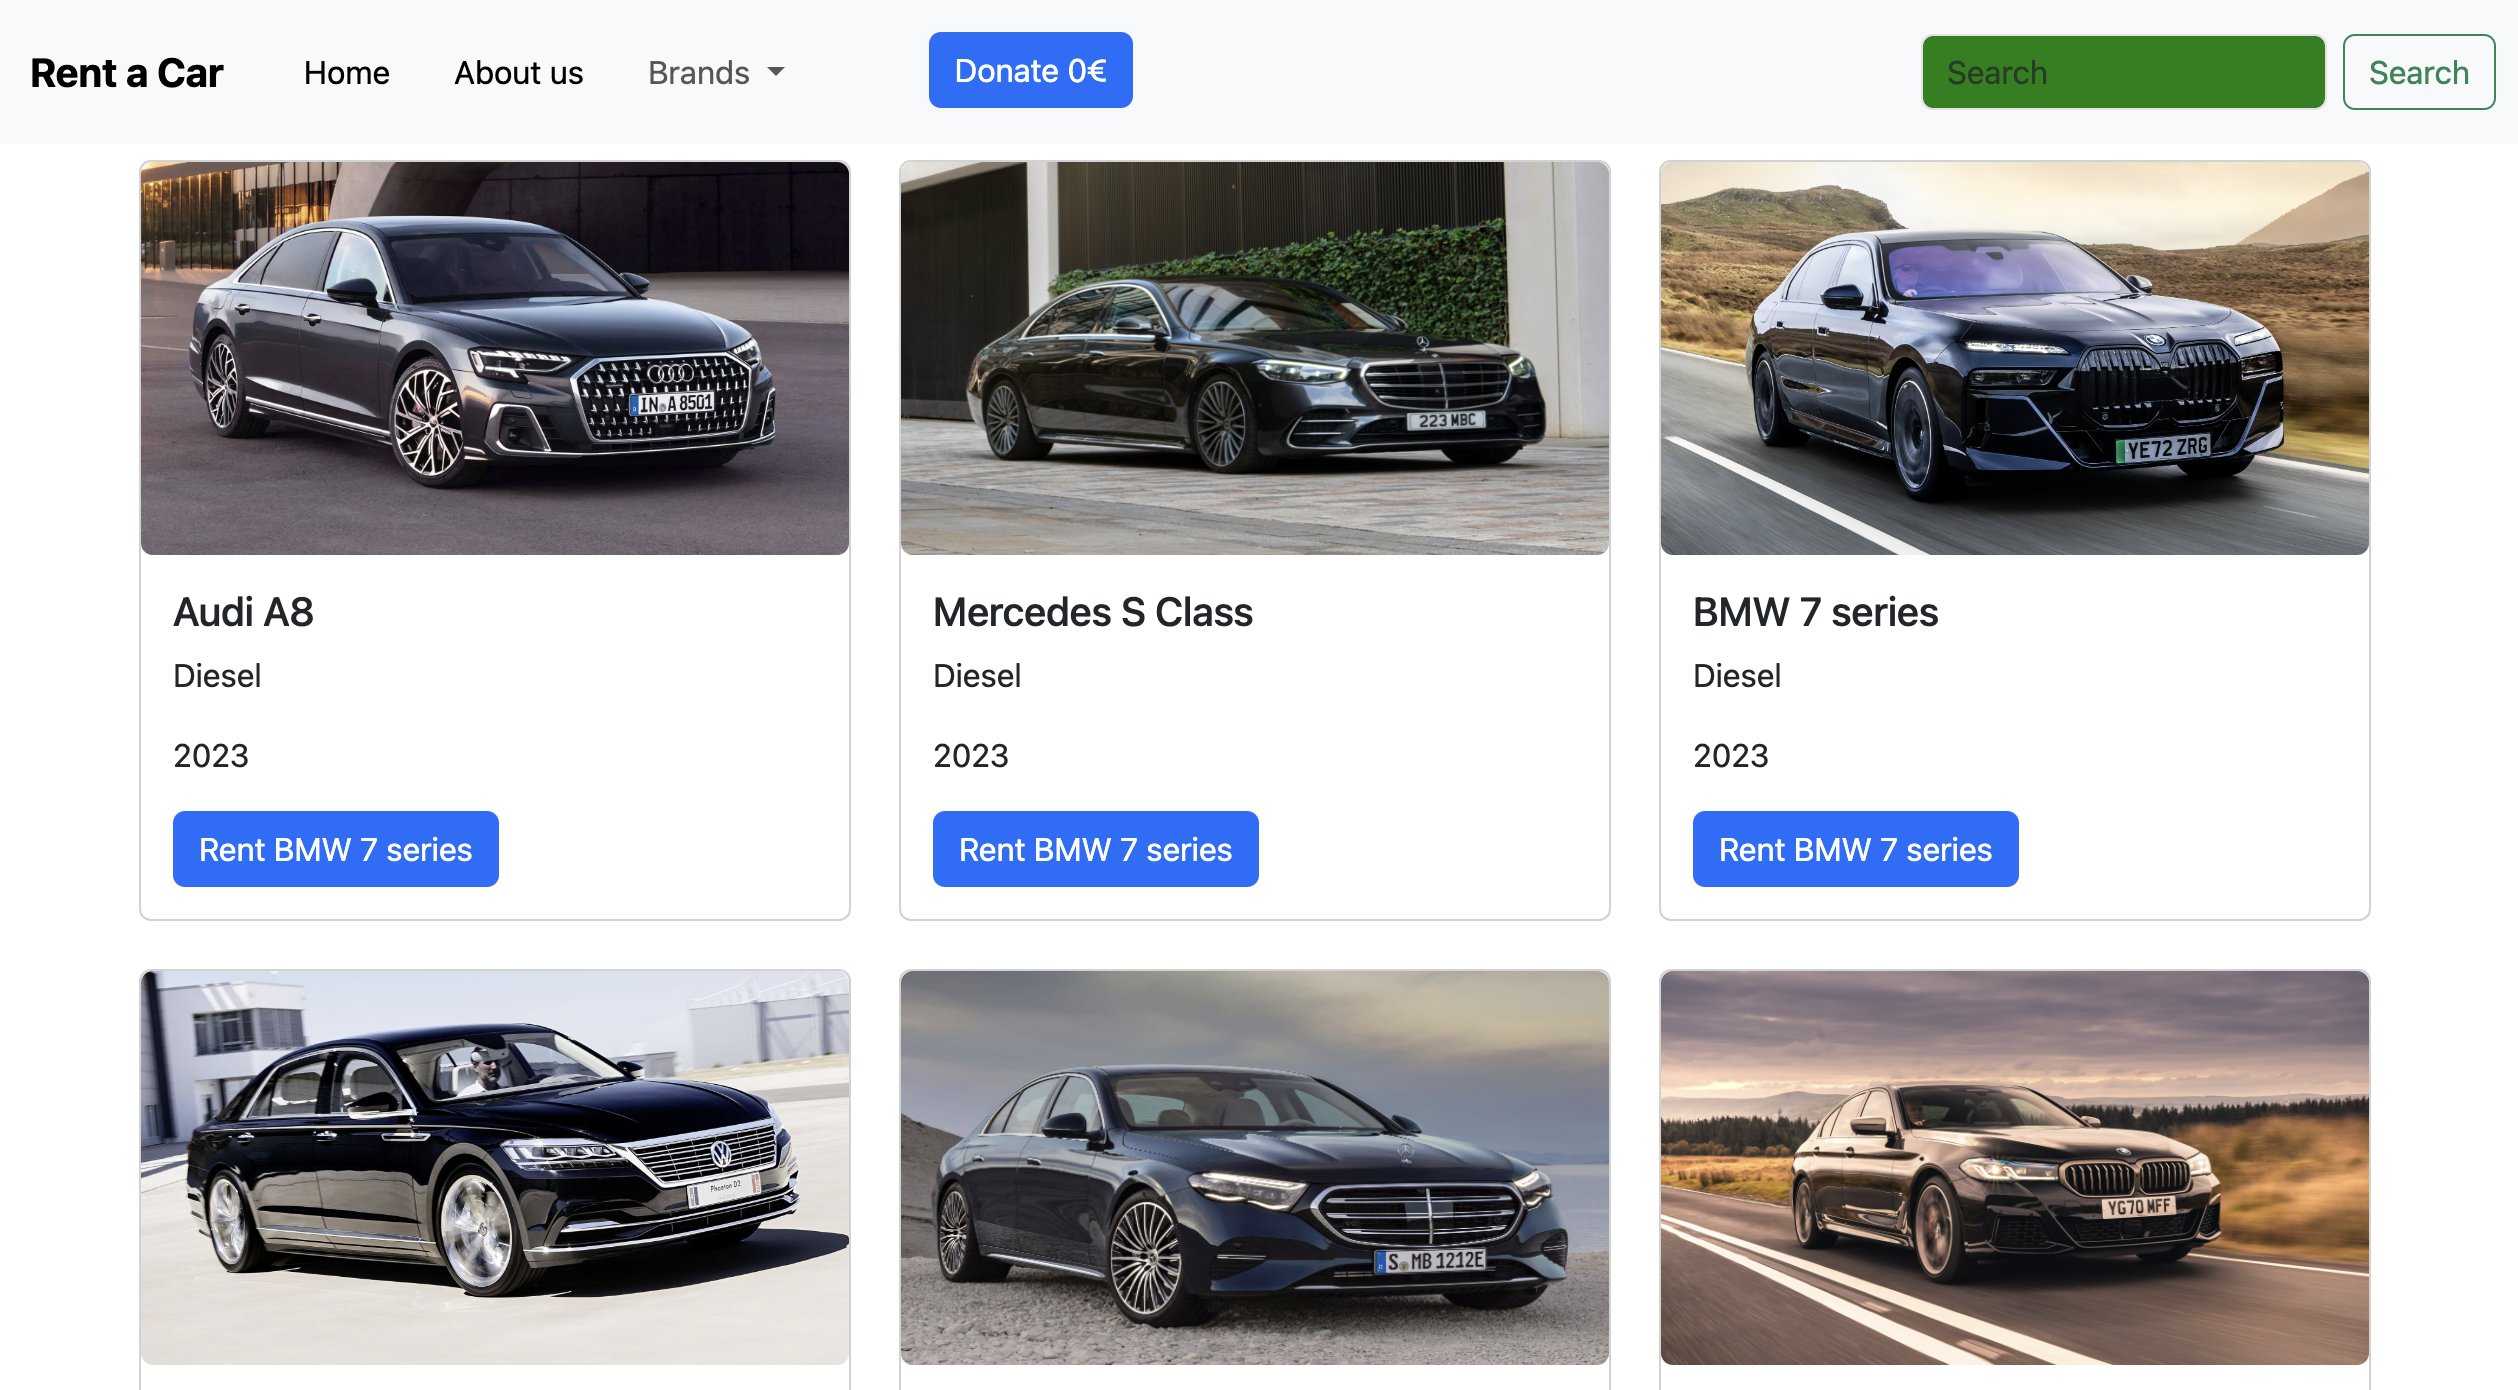 Rent a Car Home About us Brands Donate 0€ Search Search
IN A 8501
223 MBC
YE72 ZRG
Audi A8
Diesel
2023
Rent BMW 7 series
Mercedes S Class
Diesel
2023
Rent BMW 7 series
BMW 7 series
Diesel
2023
Rent BMW 7 series
Phaeton D2
S MB 1212E
YG70 MFF